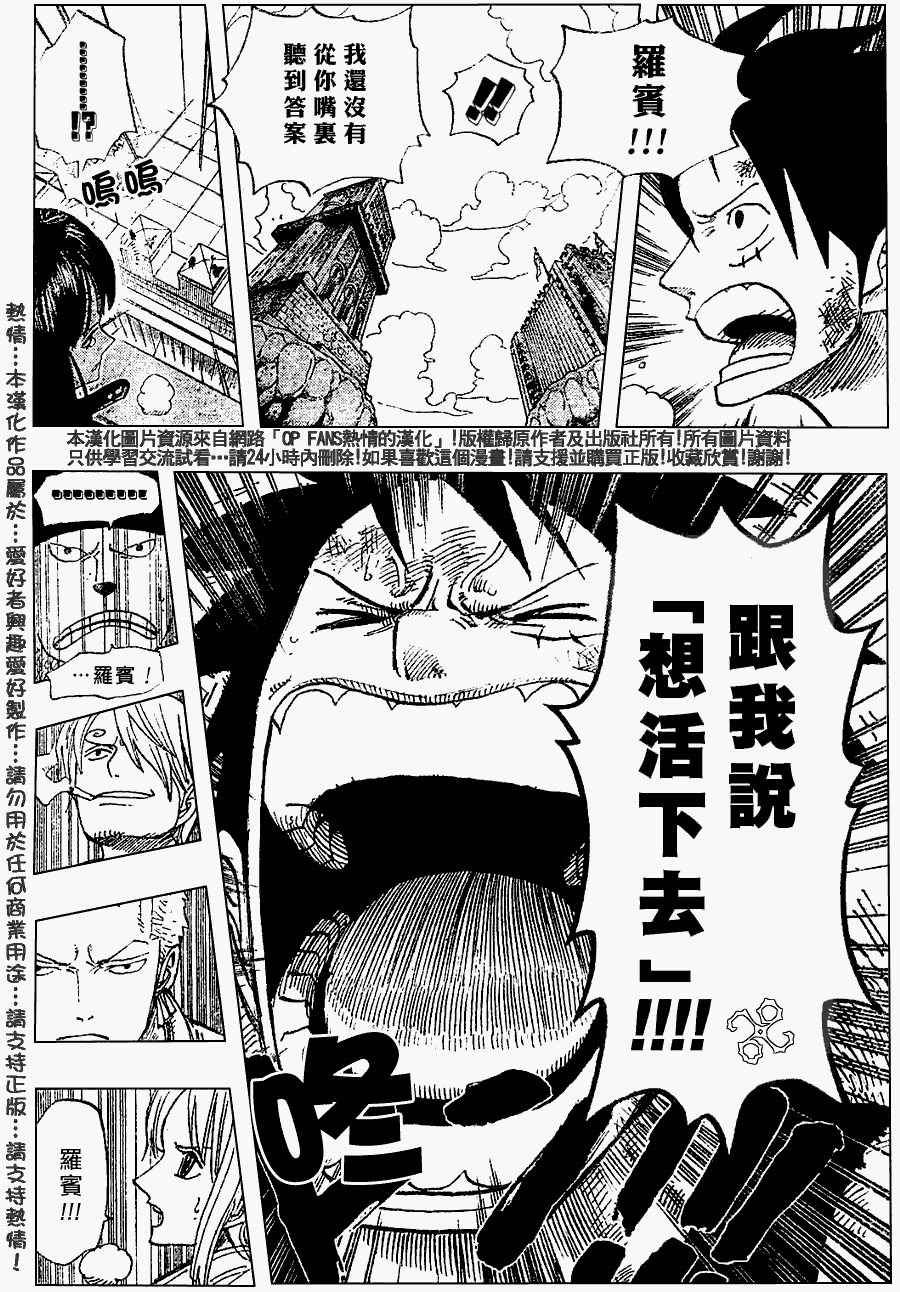 羅賓!!!
!!
我還沒有
從你嘴裏
聽到答案
…………!?
嗚嗚
本漢化圖片資源來自網路「OP FANS熱情的漢化」!版權歸原作者及出版社所有!所有圖片資料
只供學習交流試看…請24小時內刪除!如果喜歡這個漫畫!請支援並購買正版!收藏欣賞!謝謝!
跟我說
「想活下去」!!!!
咚
…………
…羅賓!
羅賓!!!
熱情…本漢化作品屬於…愛好者興趣愛好製作…請勿用於任何商業用途…請支持正版…請支持熱情!